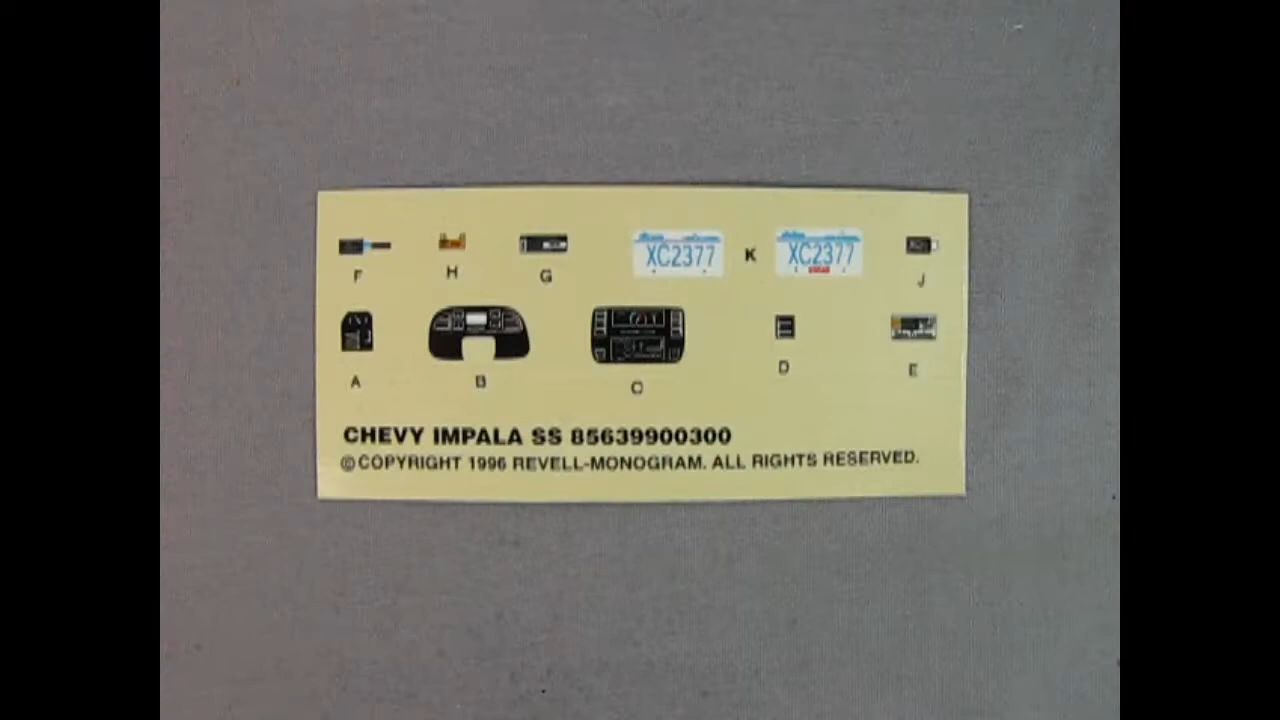 XC2377 K XC2377
F H G J
A B C D E
CHEVY IMPALA SS 85639900300
©COPYRIGHT 1996 REVELL-MONOGRAM. ALL RIGHTS RESERVED.